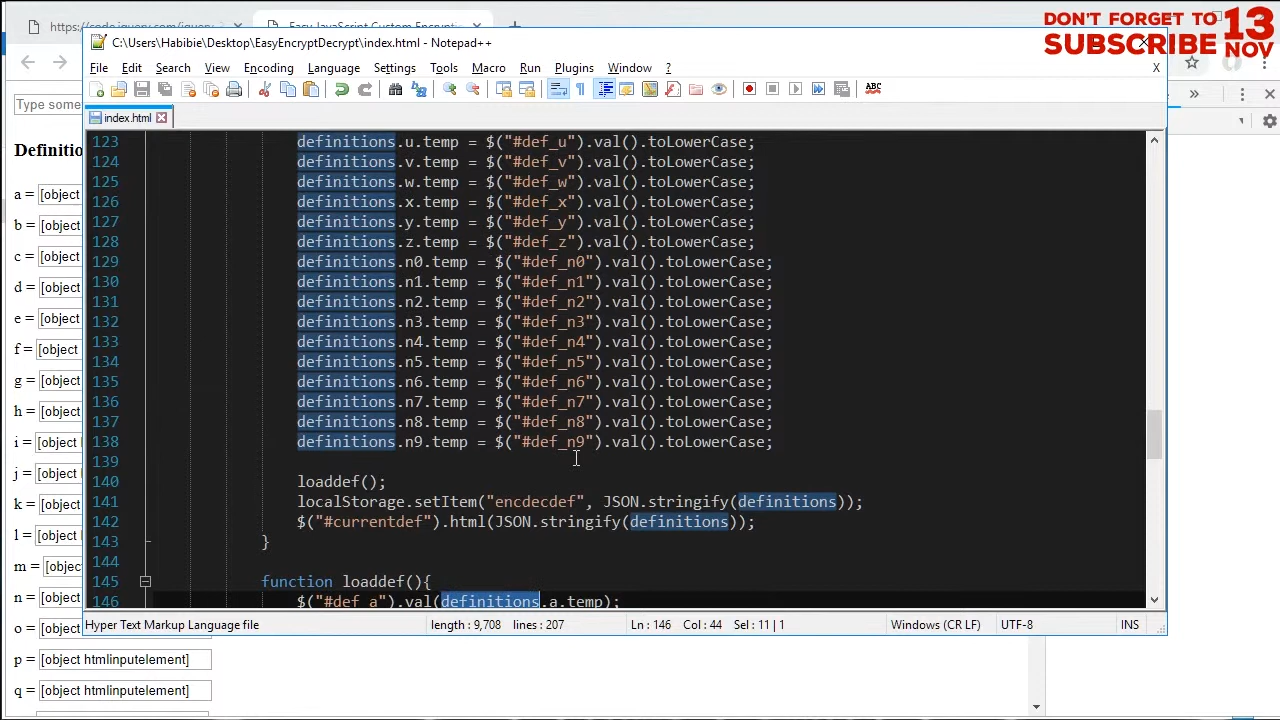 https://code.jquery.com/jquery
Easy JavaScript Custom Encrypt
DON'T FORGET TO
SUBSCRIBE
13
NOV
C:\Users\Habibie\Desktop\EasyEncryptDecrypt\index.html - Notepad++
File Edit Search View Encoding Language Settings Tools Macro Run Plugins Window ? X
index.html
Type some
Definitio
a = [object
b = [object
c = [object
d = [object
e = [object
f = [object
g = [object
h = [object
i = [object
j = [object
k = [object
l = [object
m = [object
n = [object
o = [object
p = [object htmlinputelement]
q = [object htmlinputelement]
123 definitions.u.temp = $("#def_u").val().toLowerCase;
124 definitions.v.temp = $("#def_v").val().toLowerCase;
125 definitions.w.temp = $("#def_w").val().toLowerCase;
126 definitions.x.temp = $("#def_x").val().toLowerCase;
127 definitions.y.temp = $("#def_y").val().toLowerCase;
128 definitions.z.temp = $("#def_z").val().toLowerCase;
129 definitions.n0.temp = $("#def_n0").val().toLowerCase;
130 definitions.n1.temp = $("#def_n1").val().toLowerCase;
131 definitions.n2.temp = $("#def_n2").val().toLowerCase;
132 definitions.n3.temp = $("#def_n3").val().toLowerCase;
133 definitions.n4.temp = $("#def_n4").val().toLowerCase;
134 definitions.n5.temp = $("#def_n5").val().toLowerCase;
135 definitions.n6.temp = $("#def_n6").val().toLowerCase;
136 definitions.n7.temp = $("#def_n7").val().toLowerCase;
137 definitions.n8.temp = $("#def_n8").val().toLowerCase;
138 definitions.n9.temp = $("#def_n9").val().toLowerCase;
139
140 loaddef();
141 localStorage.setItem("encdecdef", JSON.stringify(definitions));
142 $("#currentdef").html(JSON.stringify(definitions));
143 }
144
145 function loaddef(){
146 $("#def_a").val(definitions.a.temp);
Hyper Text Markup Language file length : 9,708 lines : 207 Ln : 146 Col : 44 Sel : 11 | 1 Windows (CR LF) UTF-8 INS